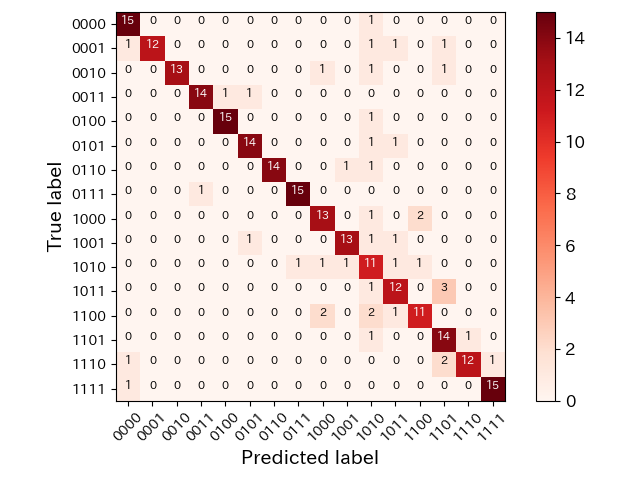 0000 15 0 0 0 0 0 0 0 0 0 1 0 0 0 0 0
0001 1 12 0 0 0 0 0 0 0 0 1 1 0 1 0 0
0010 0 0 13 0 0 0 0 0 1 0 1 0 0 1 0 0
0011 0 0 0 14 1 1 0 0 0 0 0 0 0 0 0 0
0100 0 0 0 0 15 0 0 0 0 0 1 0 0 0 0 0
0101 0 0 0 0 0 14 0 0 0 0 1 1 0 0 0 0
0110 0 0 0 0 0 0 14 0 0 1 1 0 0 0 0 0
0111 0 0 0 1 0 0 0 15 0 0 0 0 0 0 0 0
1000 0 0 0 0 0 0 0 0 13 0 1 0 2 0 0 0
1001 0 0 0 0 0 1 0 0 0 13 1 1 0 0 0 0
1010 0 0 0 0 0 0 0 1 1 1 11 1 1 0 0 0
1011 0 0 0 0 0 0 0 0 0 0 1 12 0 3 0 0
1100 0 0 0 0 0 0 0 0 2 0 2 1 11 0 0 0
1101 0 0 0 0 0 0 0 0 0 0 1 0 0 14 1 0
1110 1 0 0 0 0 0 0 0 0 0 0 0 0 2 12 1
1111 1 0 0 0 0 0 0 0 0 0 0 0 0 0 0 15
0000 0001 0010 0011 0100 0101 0110 0111 1000 1001 1010 1011 1100 1101 1110 1111
Predicted label
True label
14
12
10
8
6
4
2
0